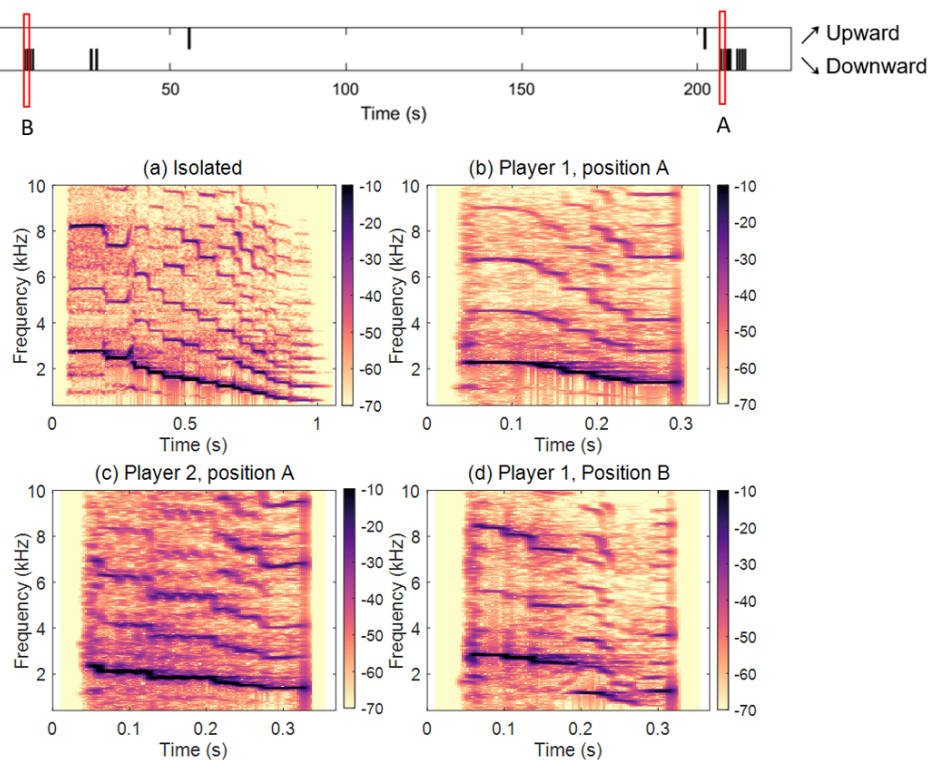 Upward
Downward
50 100 150 200
Time (s)
B A
(a) Isolated
10
8
6
4
2
0 0.5 1
Frequency (kHz)
Time (s)
-10
-20
-30
-40
-50
-60
-70
(b) Player 1, position A
10
8
6
4
2
0 0.1 0.2 0.3
Frequency (kHz)
Time (s)
-10
-20
-30
-40
-50
-60
-70
(c) Player 2, position A
10
8
6
4
2
0 0.1 0.2 0.3
Frequency (kHz)
Time (s)
-10
-20
-30
-40
-50
-60
-70
(d) Player 1, Position B
10
8
6
4
2
0 0.1 0.2 0.3
Frequency (kHz)
Time (s)
-10
-20
-30
-40
-50
-60
-70